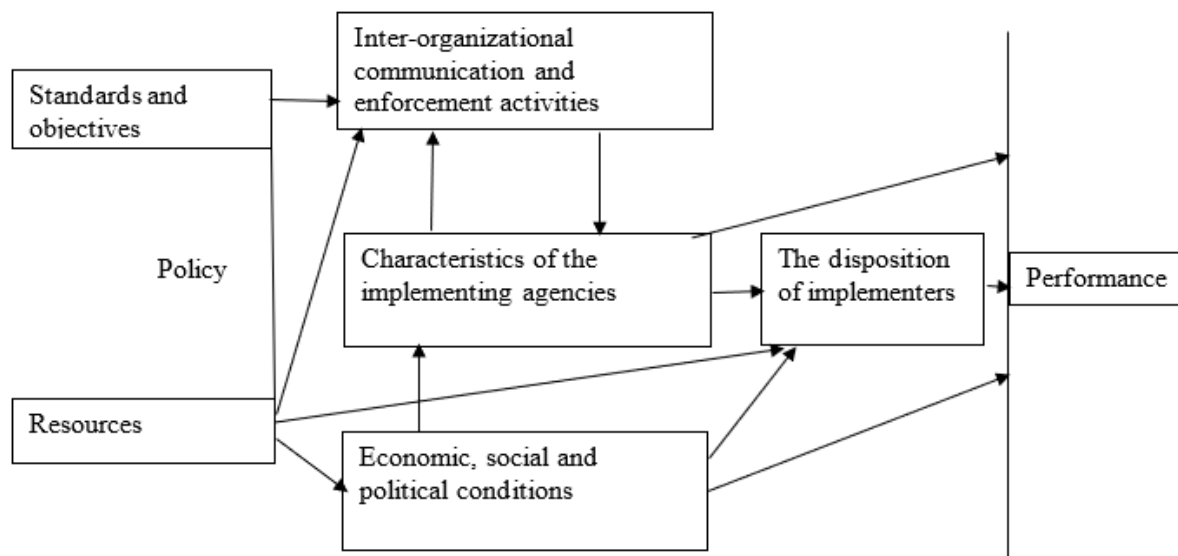 Inter-organizational
communication and
enforcement activities
Standards and
objectives
Policy
Characteristics of the
implementing agencies
The disposition
of implementers
Performance
Resources
Economic, social and
political conditions